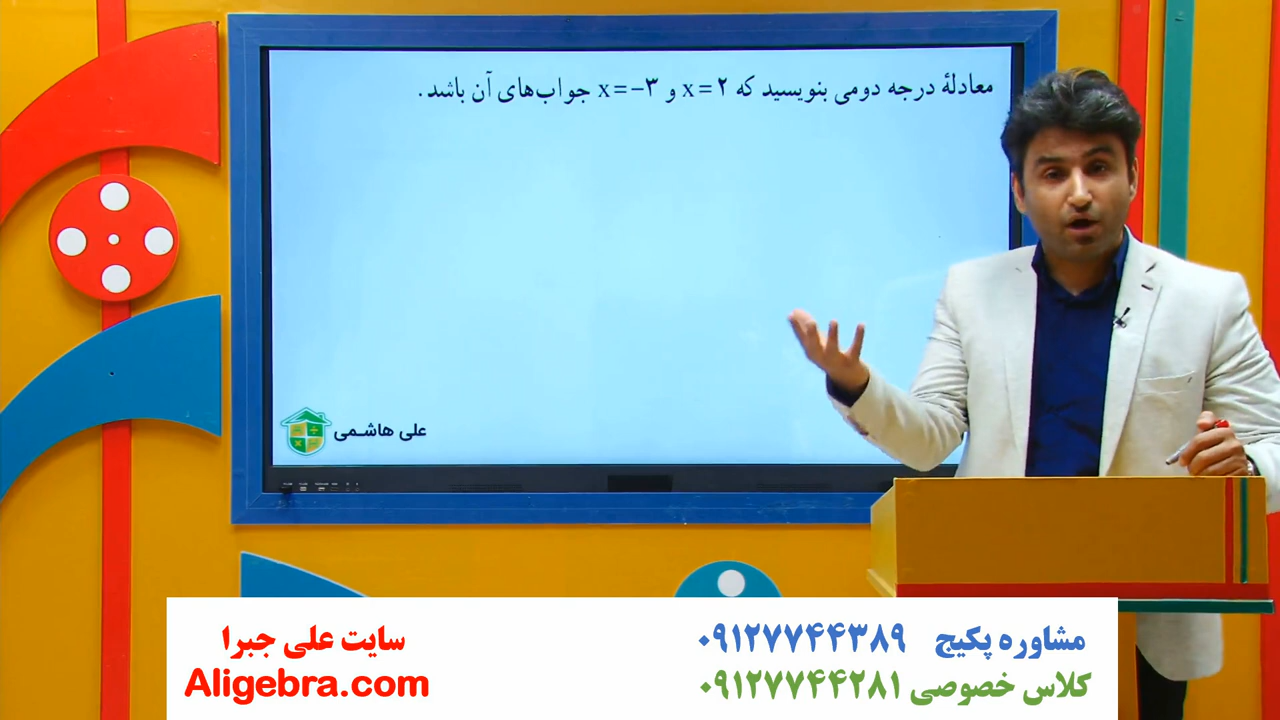 معادلهٔ درجه دومی بنویسید که x=۲ و x=−۳ جواب‌های آن باشد.
علی هاشمی
مشاوره پکیج ۰۹۱۲۷۷۴۴۳۸۹
کلاس خصوصی ۰۹۱۲۷۷۴۴۲۸۱
سایت علی جبرا
Aligebra.com